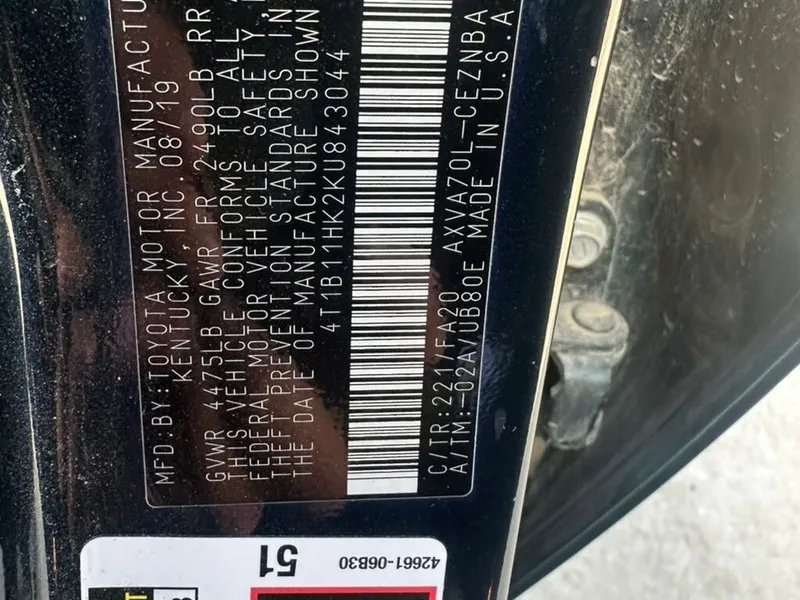 MFD.BY:TOYOTA MOTOR MANUFACTU
KENTUCKY, INC. 08/19
GVWR 4475LB GAWR FR 2490LB RR
THIS VEHICLE CONFORMS TO ALL
FEDERAL MOTOR VEHICLE SAFETY
THEFT PREVENTION STANDARDS IN
THE DATE OF MANUFACTURE SHOWN
4T1B11HK2KU843044
C/TR:221/FA20 AXVA70L-CEZNBA
A/TM:-02A/UB80E MADE IN U.S.A
42661-06B30
51